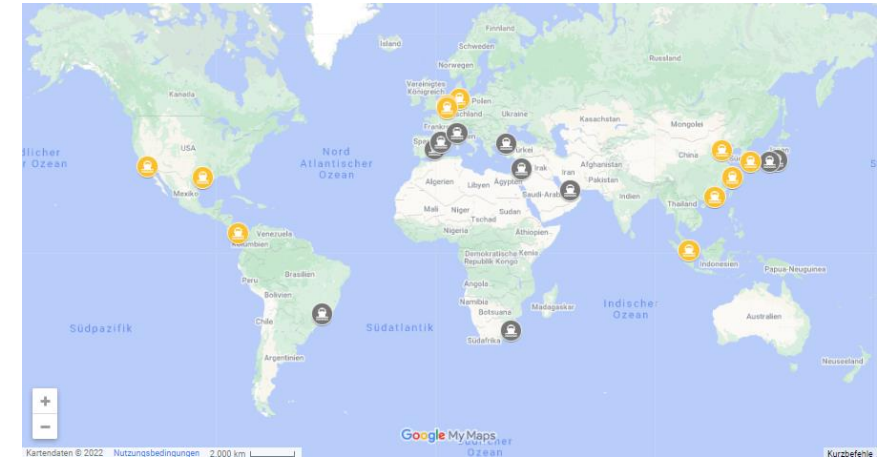 Finnland
Island
Schweden
Russland
Norwegen
Vereinigtes
Königreich
Polen
Kanada
Ukraine
Kasachstan
Mongolei
USA
Nord
Atlantischer
Ozean
dlicher
r Ozean
China
Irak
Iran
Afghanistan
Pakistan
Algerien
Libyen
Ägypten
Saudi-Arab
Indien
Mexiko
Mali
Niger
Sudan
Tschad
Thailand
Nigeria
Äthiopien
Venezuela
Kolumbien
Demokratische
Republik Kongo
Kenia
Indonesien
Papua-Neuguinea
Peru
Brasilien
Angola
Bolivien
Namibia
Botsuana
Madagaskar
Indischer
Ozean
Australien
Chile
Südpazifik
Südatlantik
Südafrika
Argentinien
Neuseeland
+
−
Google My Maps
Ozean
Kartendaten © 2022 Nutzungsbedingungen 2.000 km
Kurzbefehle